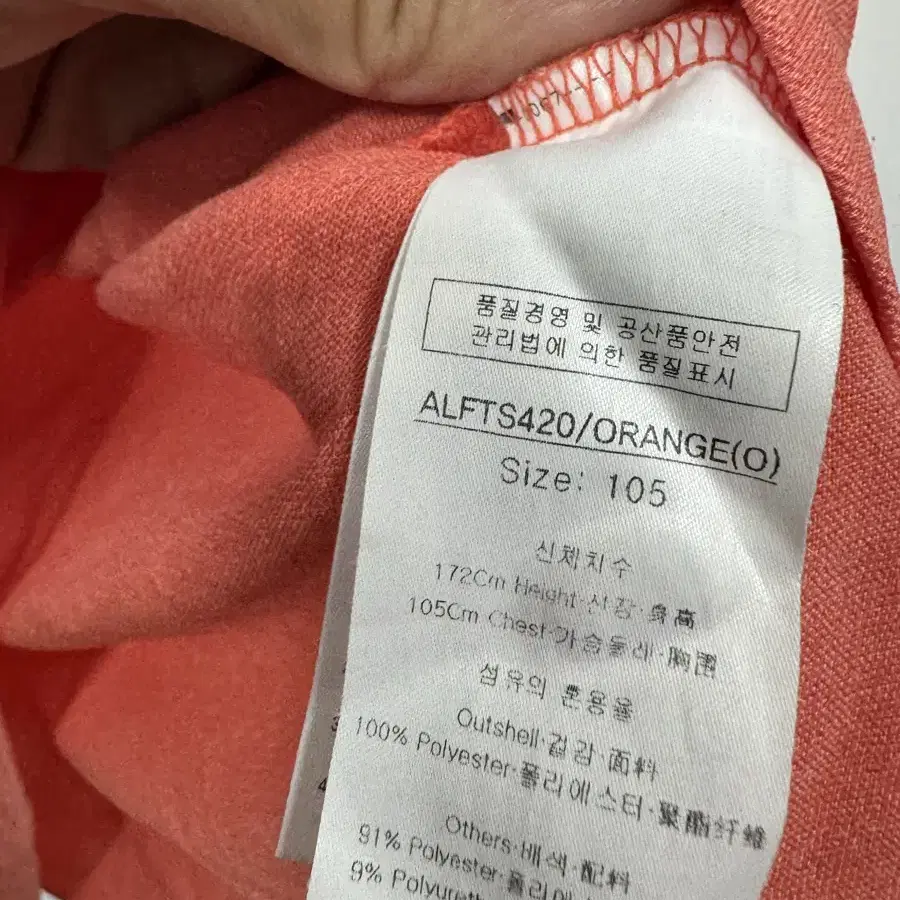 품질경영 및 공산품안전
관리법에 의한 품질표시
ALFTS420/ORANGE(O)
Size: 105
신체치수
172Cm Height·신장·身高
105Cm Chest·가슴둘레·胸围
섬유의 혼용율
Outshell·겉감·面料
100% Polyester·폴리에스터·聚酯纤维
Others·배색·配料
91% Polyester·폴리에
9% Polyureth